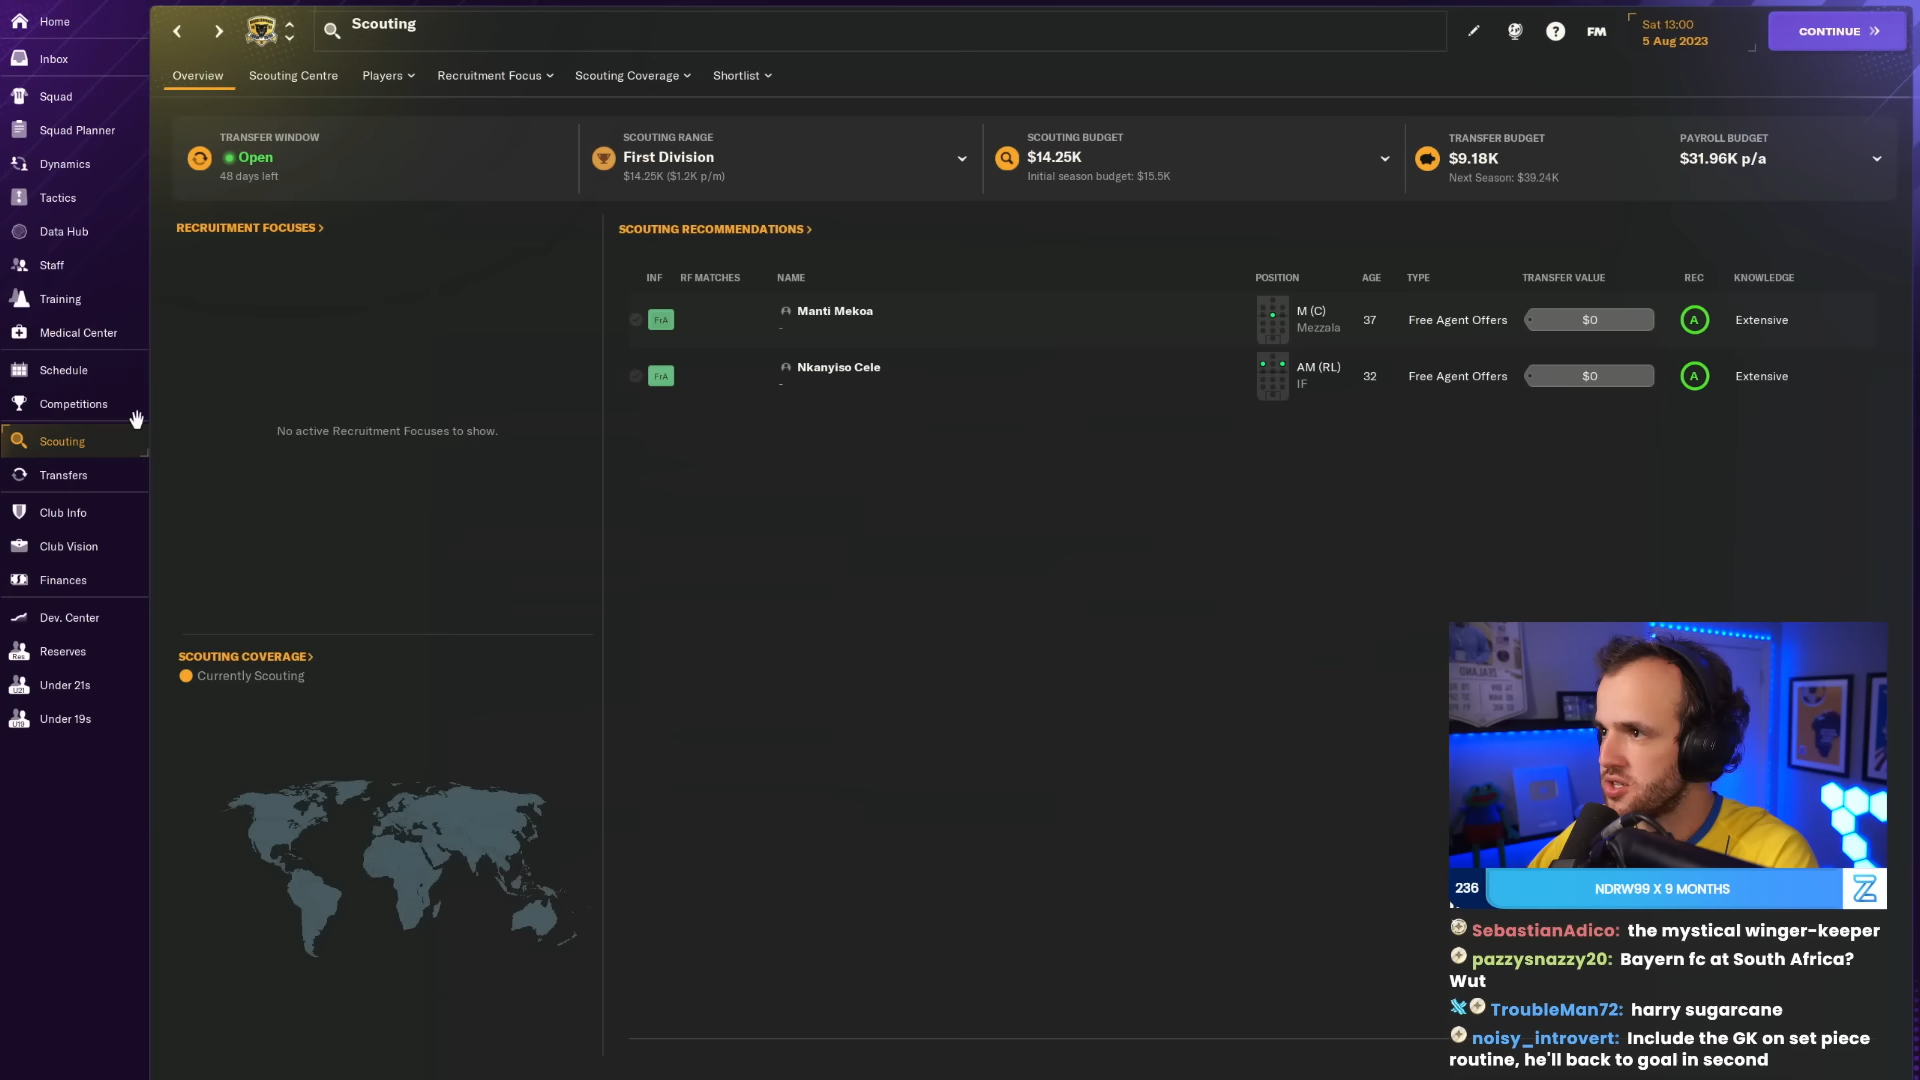 Home
Inbox
Squad
Squad Planner
Dynamics
Tactics
Data Hub
Staff
Training
Medical Center
Schedule
Competitions
Scouting
Transfers
Club Info
Club Vision
Finances
Dev. Center
Reserves
Under 21s
Under 19s
Scouting
FM
Sat 13:00
5 Aug 2023
CONTINUE
Overview
Scouting Centre
Players
Recruitment Focus
Scouting Coverage
Shortlist
TRANSFER WINDOW
Open
48 days left
SCOUTING RANGE
First Division
$14.25K ($1.2K p/m)
SCOUTING BUDGET
$14.25K
Initial season budget: $15.5K
TRANSFER BUDGET
$9.18K
Next Season: $39.24K
PAYROLL BUDGET
$31.96K p/a
RECRUITMENT FOCUSES >
No active Recruitment Focuses to show.
SCOUTING COVERAGE >
Currently Scouting
SCOUTING RECOMMENDATIONS >
INF RF MATCHES NAME POSITION AGE TYPE TRANSFER VALUE REC KNOWLEDGE
FrA Manti Mekoa - M (C) Mezzala 37 Free Agent Offers $0 A Extensive
FrA Nkanyiso Cele - AM (RL) IF 32 Free Agent Offers $0 A Extensive
236 NDRW99 X 9 MONTHS Z
SebastianAdico: the mystical winger-keeper
pazzysnazzy20: Bayern fc at South Africa?
Wut
TroubleMan72: harry sugarcane
noisy_introvert: Include the GK on set piece
routine, he'll back to goal in second